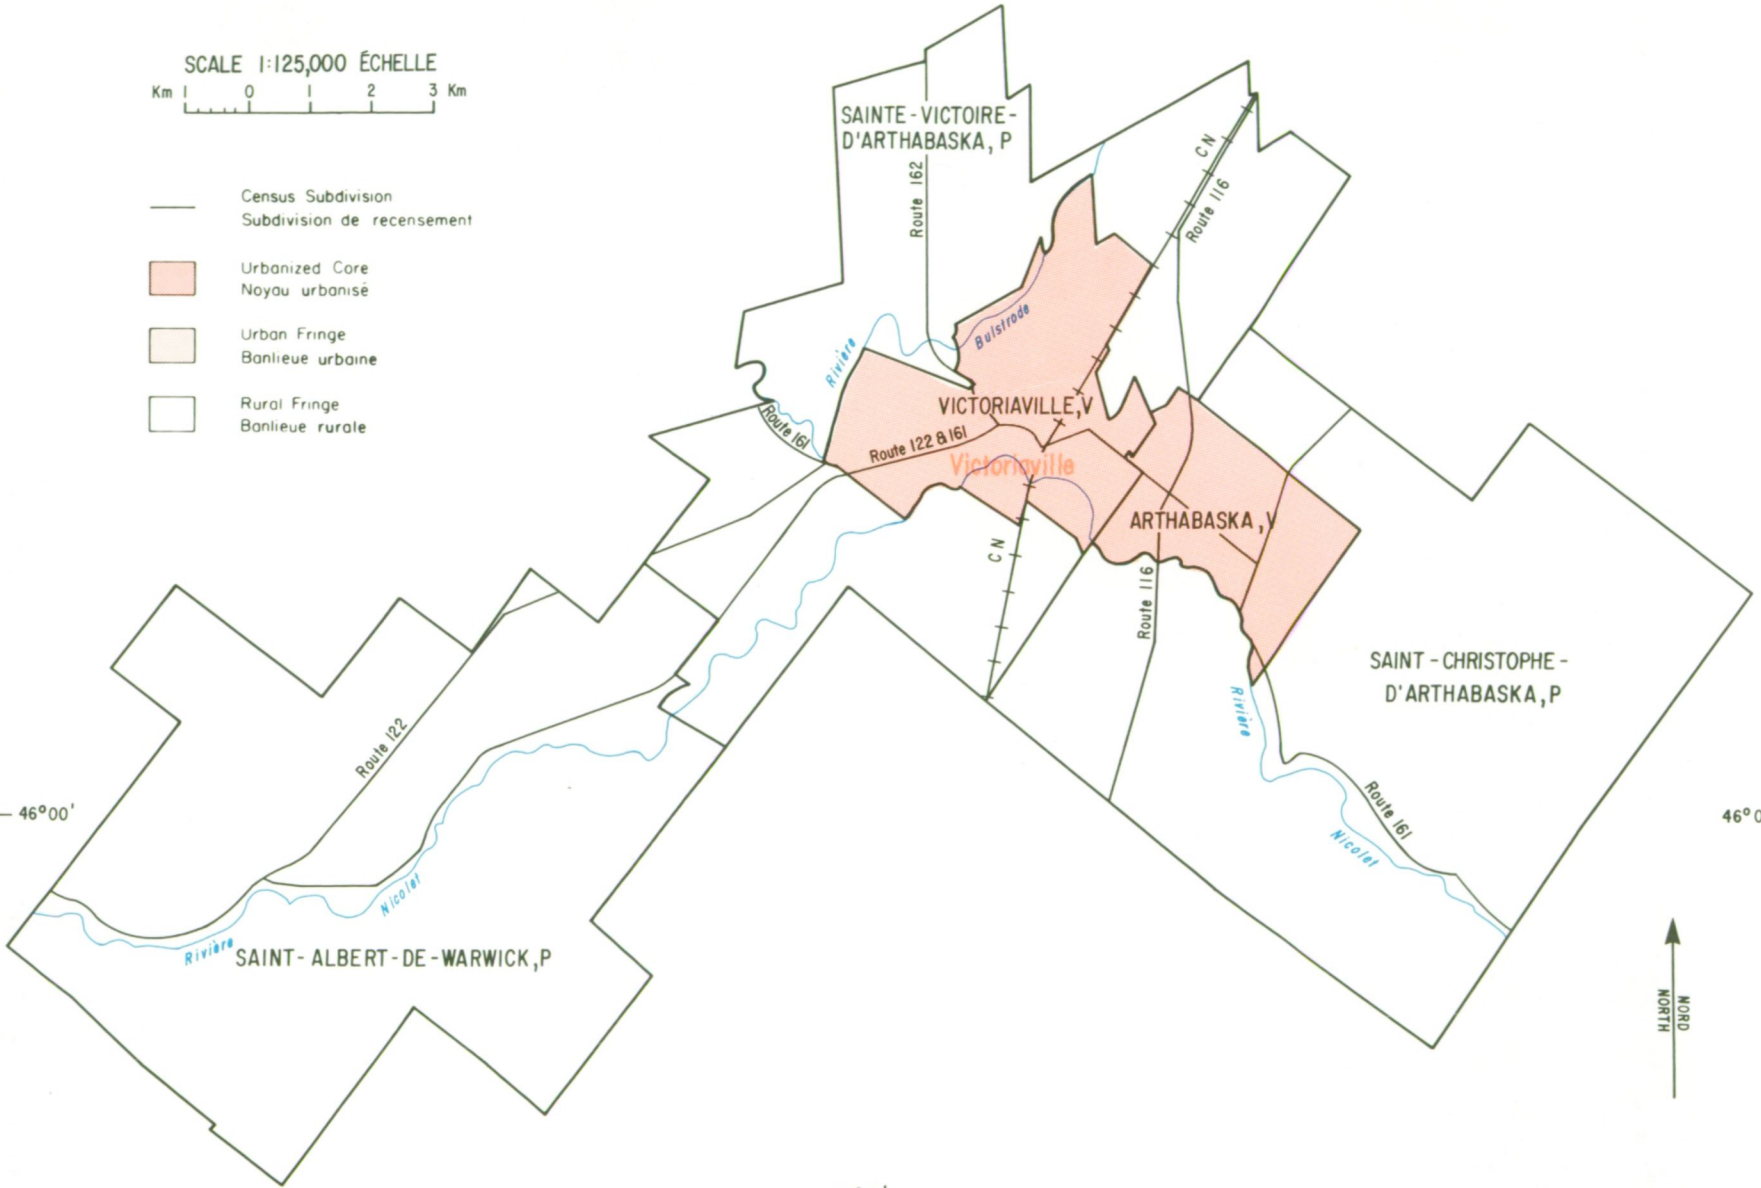 SCALE 1:125,000 ÉCHELLE
Km 1 0 1 2 3 Km
Census Subdivision
Subdivision de recensement
Urbanized Core
Noyau urbanisé
Urban Fringe
Banlieue urbaine
Rural Fringe
Banlieue rurale
SAINTE-VICTOIRE-
D'ARTHABASKA, P
Route 162
CN
Route 116
Rivière
Bulstrode
Route 161
VICTORIAVILLE, V
Route 122 & 161
Victoriaville
ARTHABASKA, V
CN
Route 116
SAINT-CHRISTOPHE-
D'ARTHABASKA, P
Rivière
Nicolet
Route 161
Route 122
46°00'
46°0
Nicolet
Rivière
SAINT-ALBERT-DE-WARWICK, P
NORD
NORTH